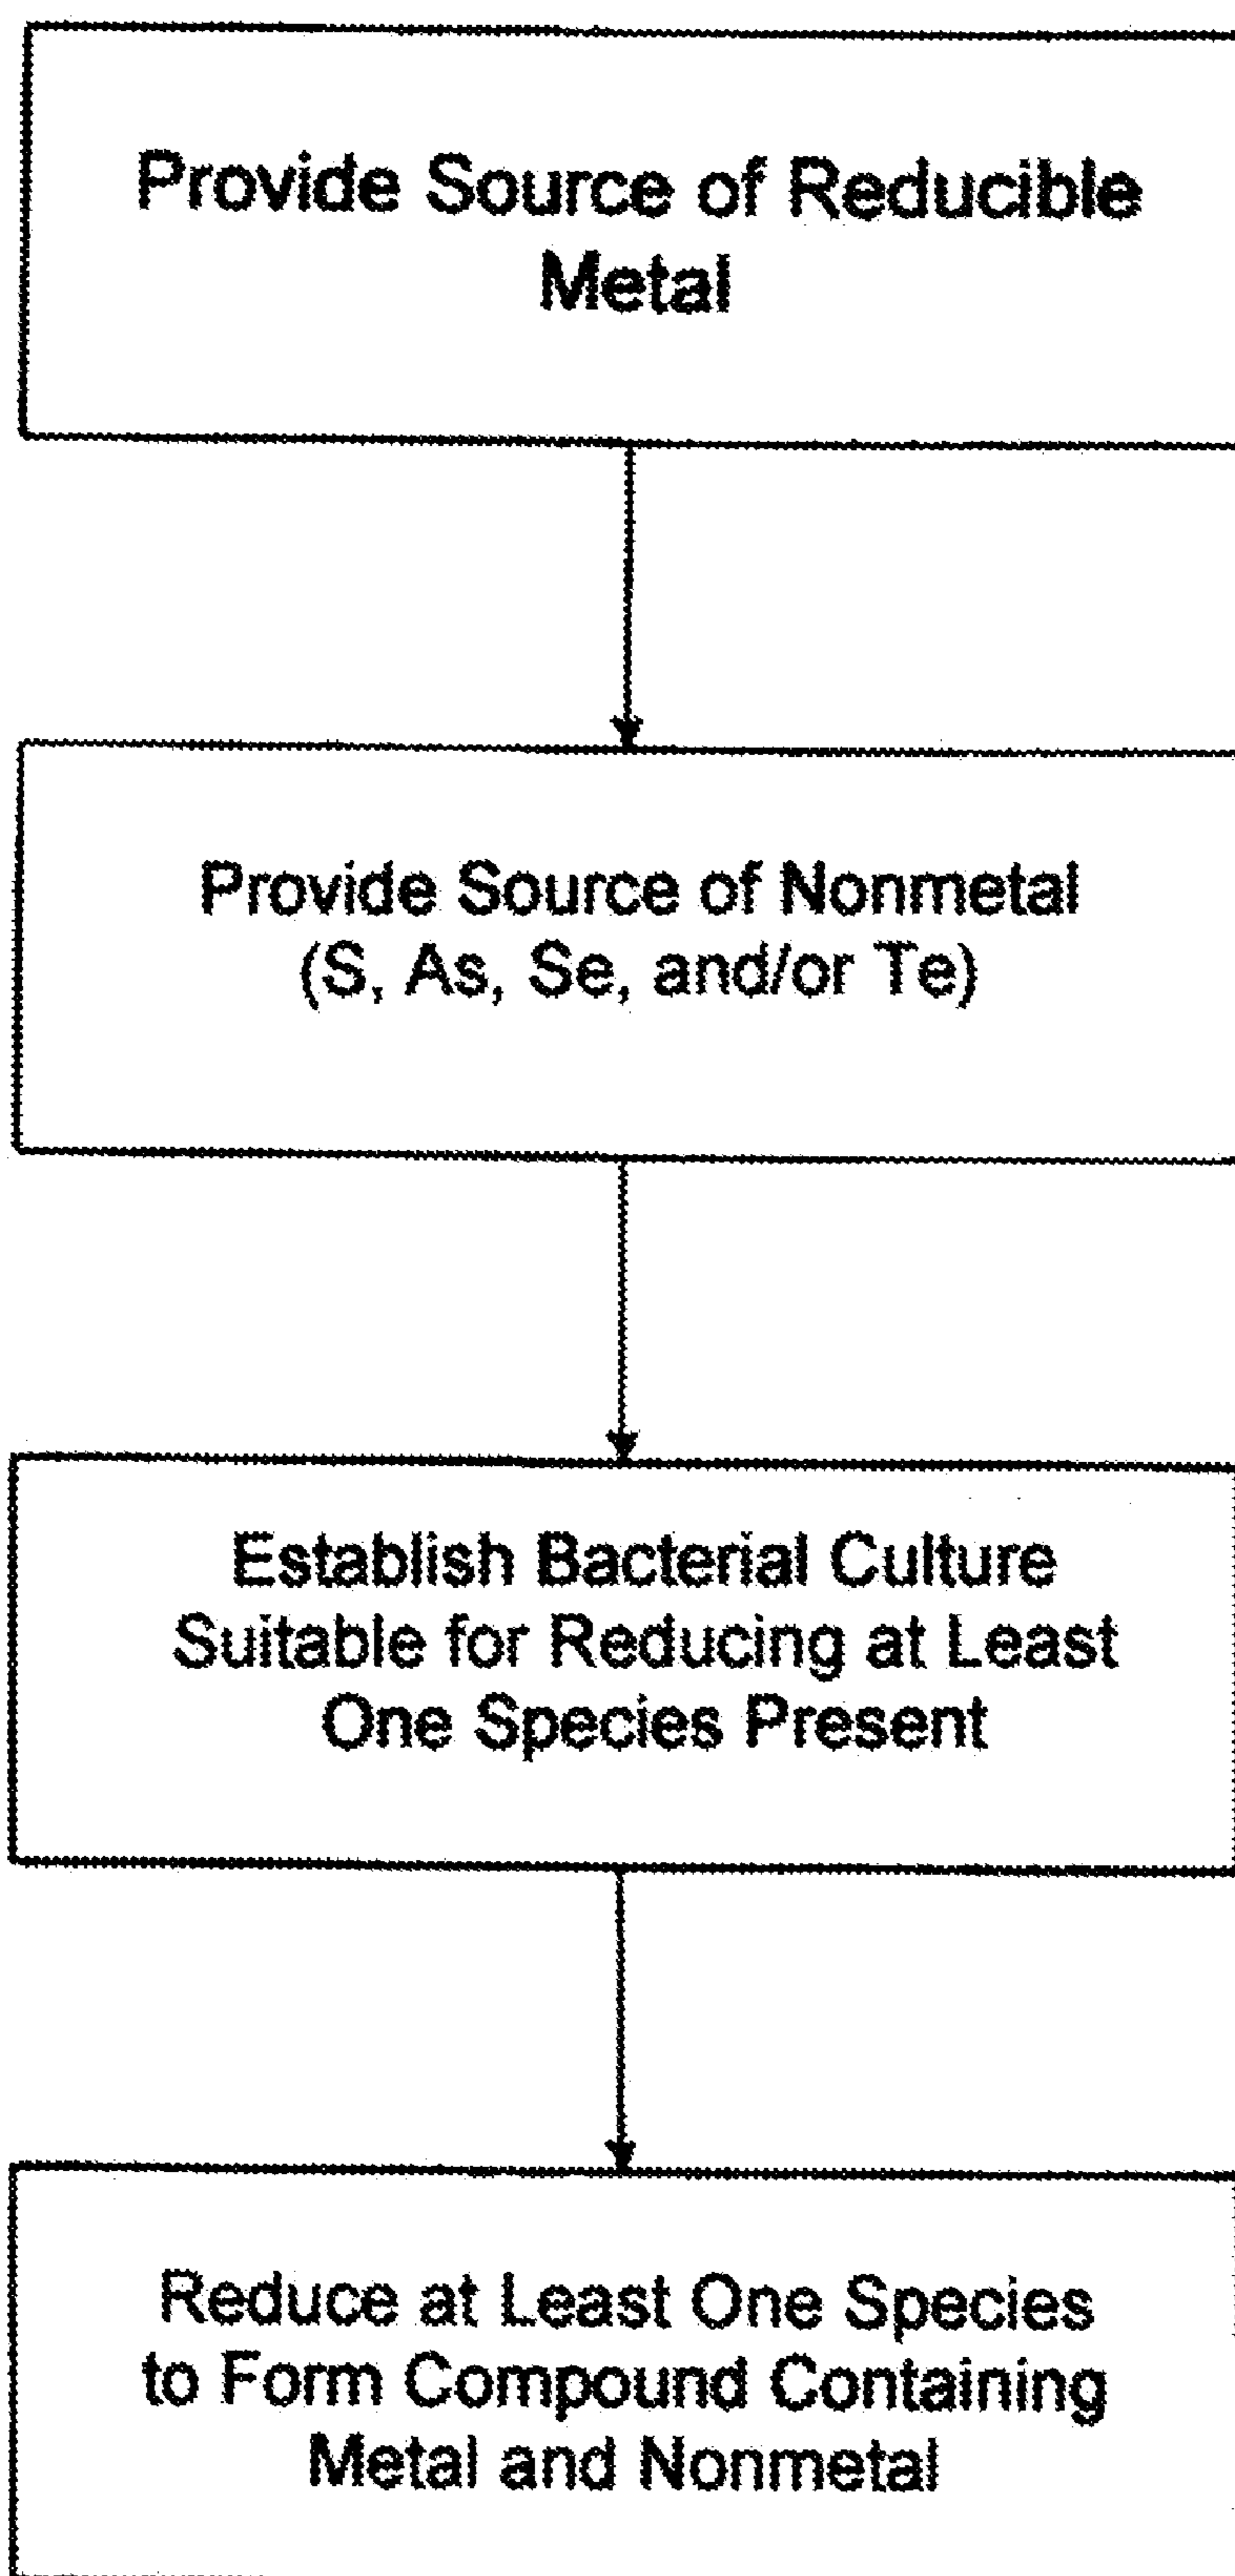 Provide Source of Reducible
Metal
Provide Source of Nonmetal
(S, As, Se, and/or Te)
Establish Bacterial Culture
Suitable for Reducing at Least
One Species Present
Reduce at Least One Species
to Form Compound Containing
Metal and Nonmetal